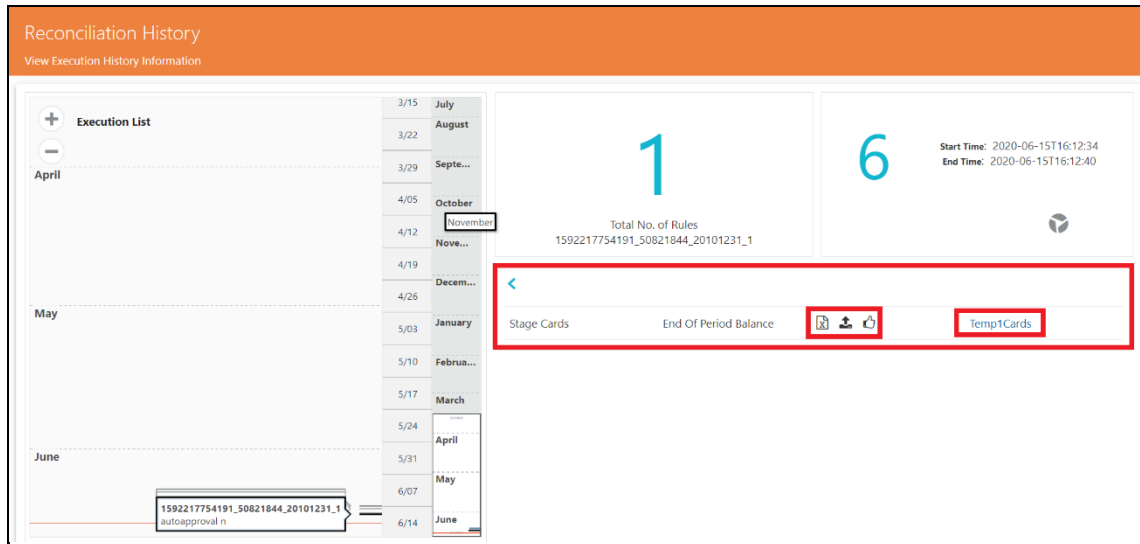 Reconciliation History
View Execution History Information
Execution List
April
May
June
3/15
3/22
3/29
4/05
4/12
4/19
4/26
5/03
5/10
5/17
5/24
5/31
6/07
6/14
July
August
Septe...
October
November
Nove...
Decem...
January
Februa...
March
April
May
June
1592217754191_50821844_20101231_1
autoapproval n
1
Total No. of Rules
1592217754191_50821844_20101231_1
6
Start Time: 2020-06-15T16:12:34
End Time: 2020-06-15T16:12:40
Stage Cards End Of Period Balance Temp1Cards